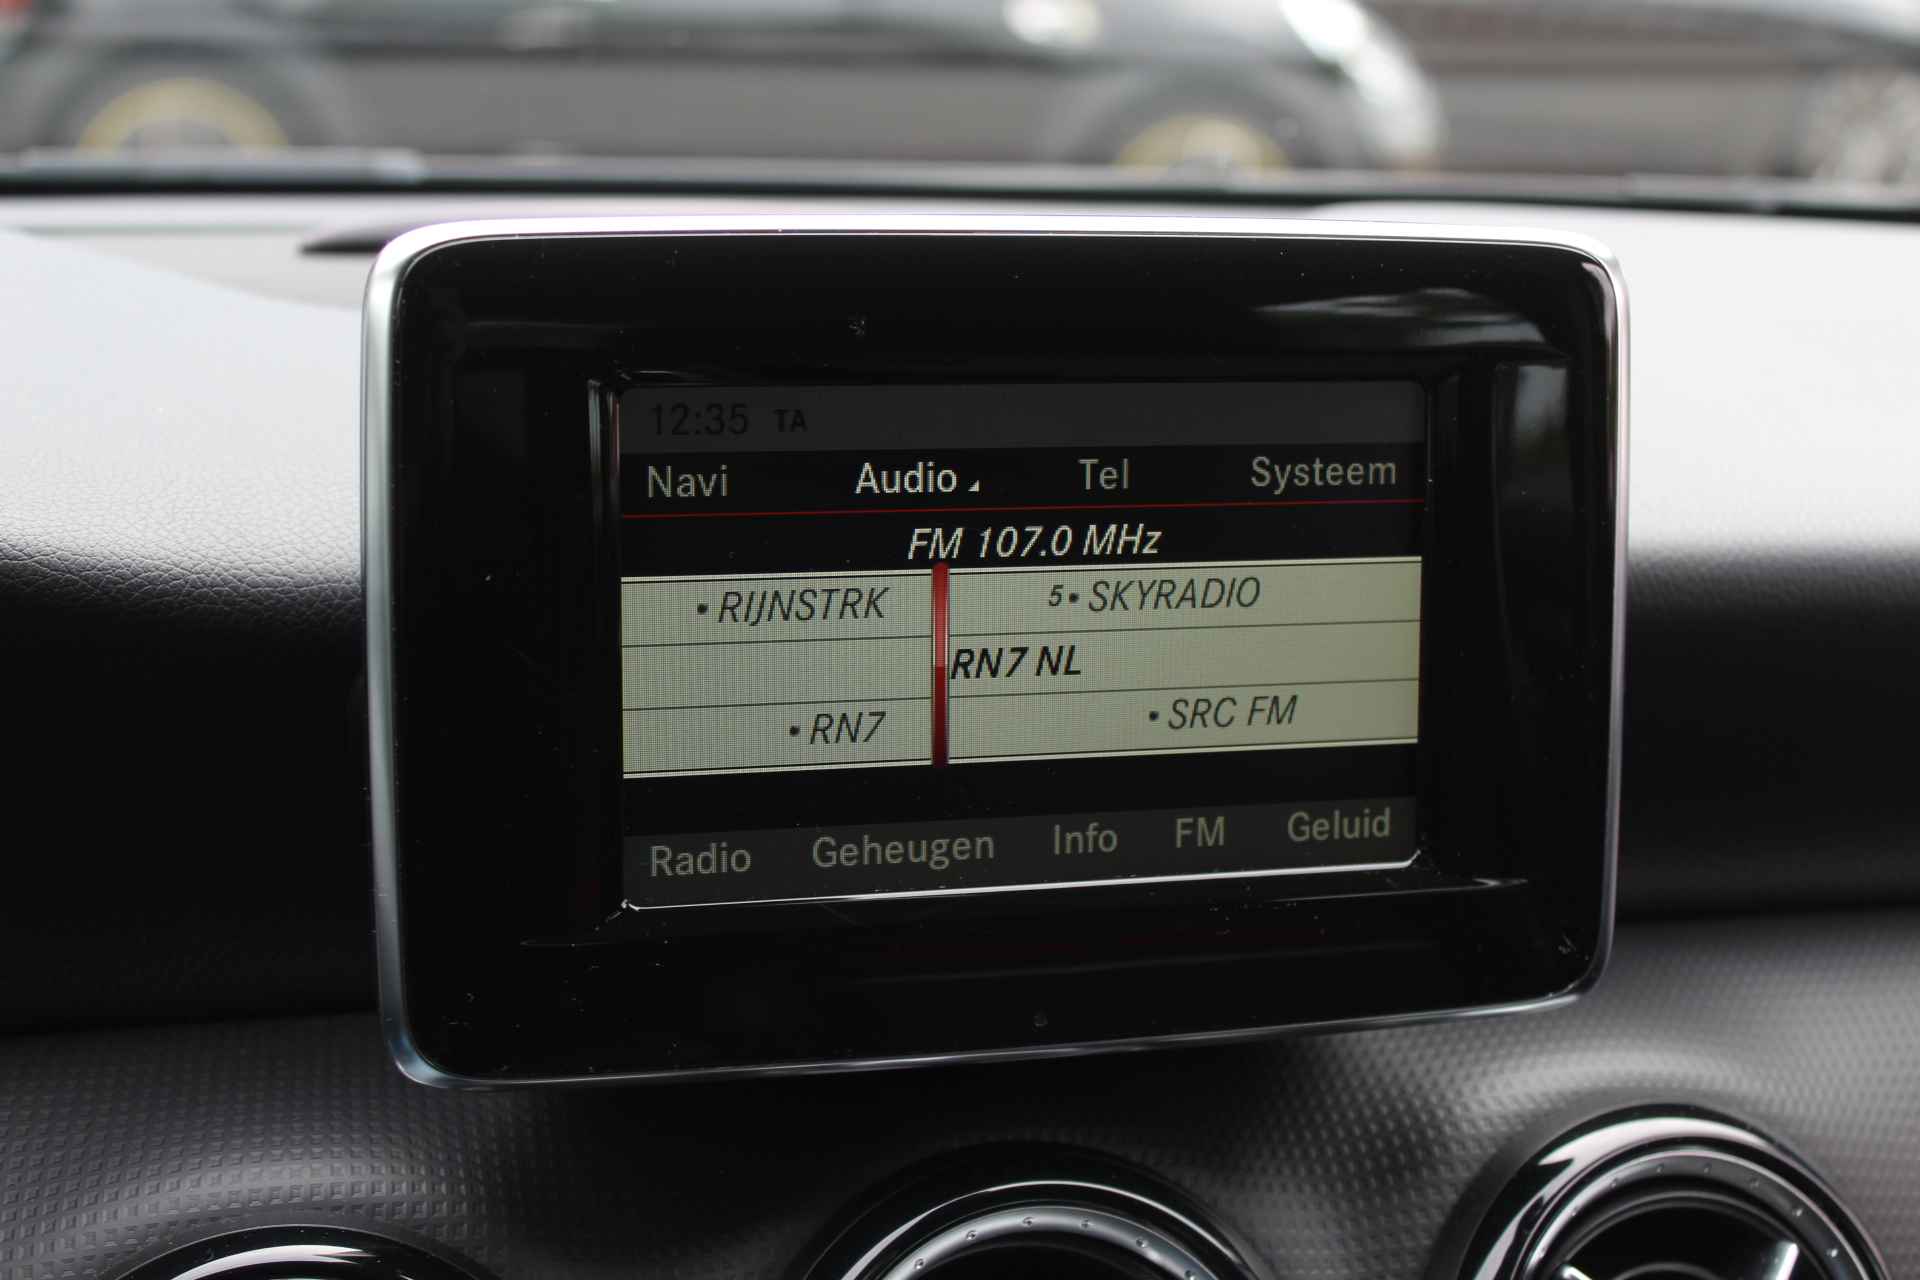 12:35 TA
Navi Audio Tel Systeem
FM 107.0 MHz
• RIJNSTRK 5• SKYRADIO
RN7 NL
• RN7 • SRC FM
Radio Geheugen Info FM Geluid